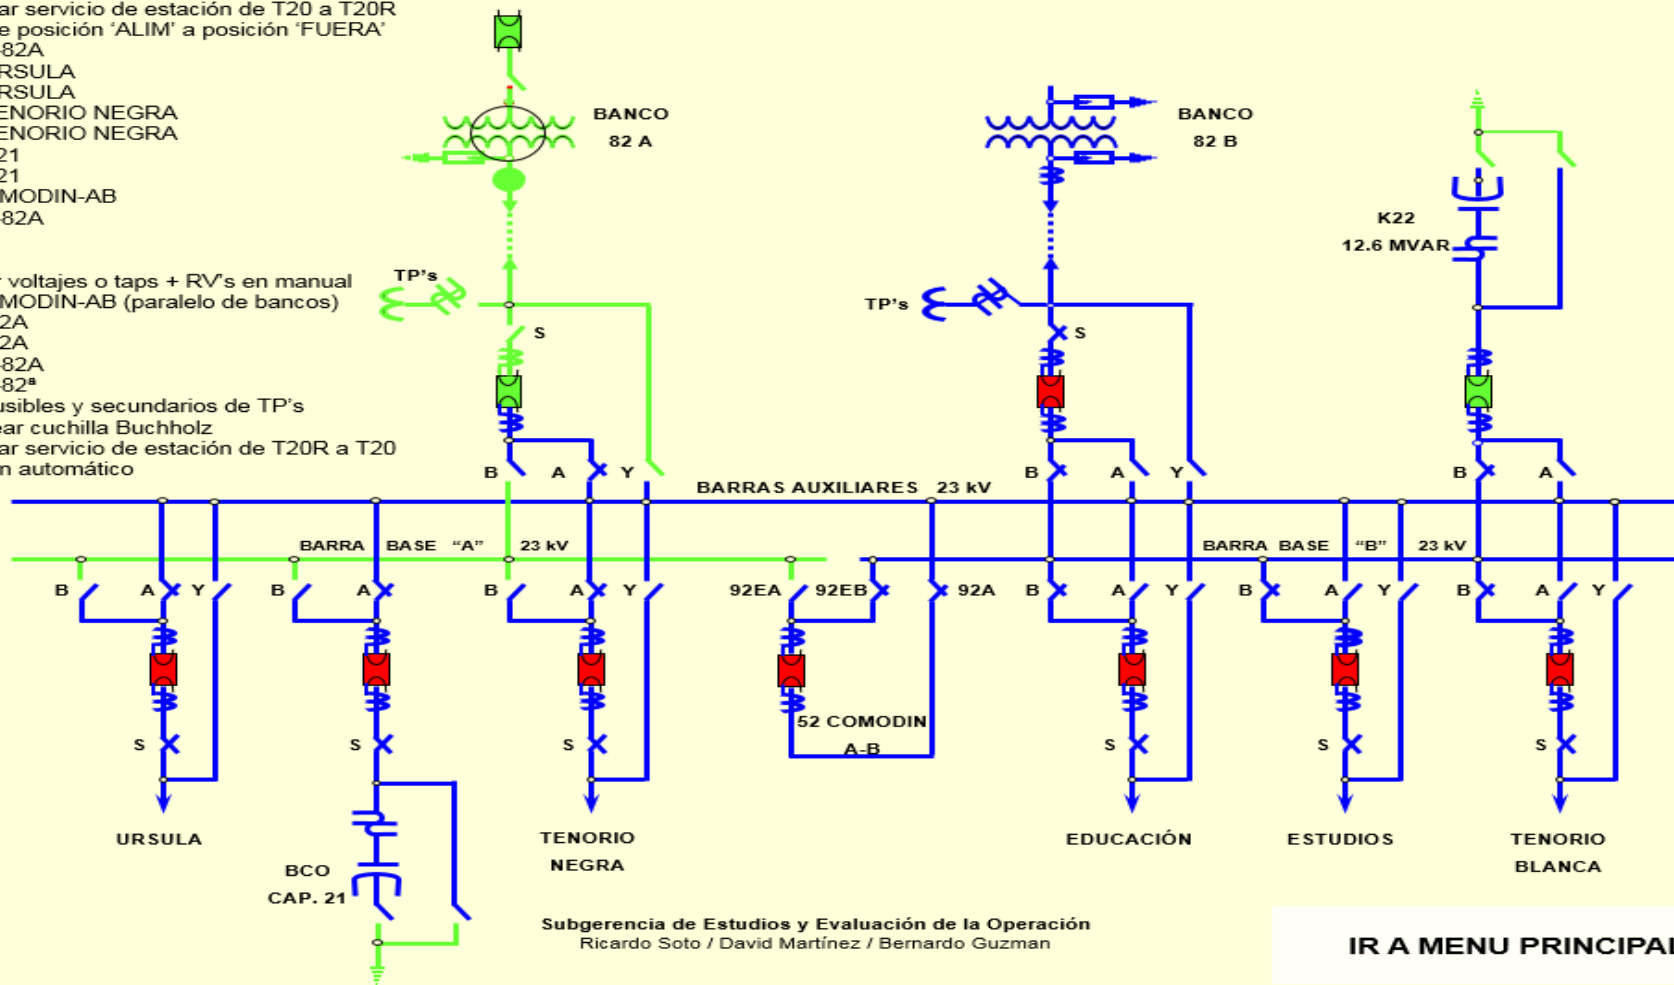 ar servicio de estación de T20 a T20R
e posición ‘ALIM’ a posición ‘FUERA’
-82A
RSULA
RSULA
ENORIO NEGRA
ENORIO NEGRA
21
21
MODIN-AB
-82A
r voltajes o taps + RV's en manual
MODIN-AB (paralelo de bancos)
2A
2A
-82A
-82ª
usibles y secundarios de TP's
ear cuchilla Buchholz
ar servicio de estación de T20R a T20
n automático
BANCO
82 A
BANCO
82 B
K22
12.6 MVAR
TP's
TP's
S
S
B A Y
B A Y
B A
BARRAS AUXILIARES 23 kV
BARRA BASE “A” 23 kV
BARRA BASE “B” 23 kV
B A Y
B A
B A Y
92EA 92EB 92A
B A Y
B A Y
B A Y
52 COMODIN
A-B
S
S
S
S
S
S
URSULA
BCO
CAP. 21
TENORIO
NEGRA
EDUCACIÓN
ESTUDIOS
TENORIO
BLANCA
Subgerencia de Estudios y Evaluación de la Operación
Ricardo Soto / David Martínez / Bernardo Guzman
IR A MENU PRINCIPAL